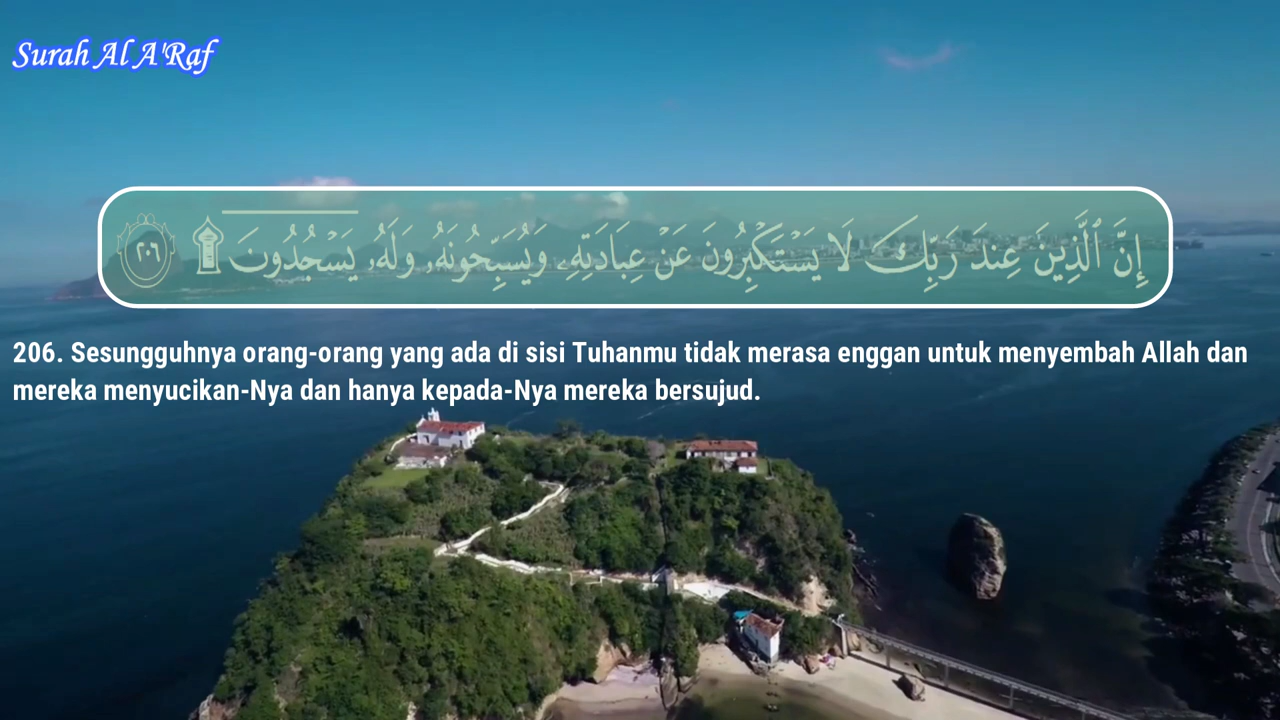 Surah Al A'Raf
إِنَّ ٱلَّذِينَ عِندَ رَبِّكَ لَا يَسْتَكْبِرُونَ عَنْ عِبَادَتِهِۦ وَيُسَبِّحُونَهُۥ وَلَهُۥ يَسْجُدُونَ ۩ ٢٠٦
206. Sesungguhnya orang-orang yang ada di sisi Tuhanmu tidak merasa enggan untuk menyembah Allah dan
mereka menyucikan-Nya dan hanya kepada-Nya mereka bersujud.